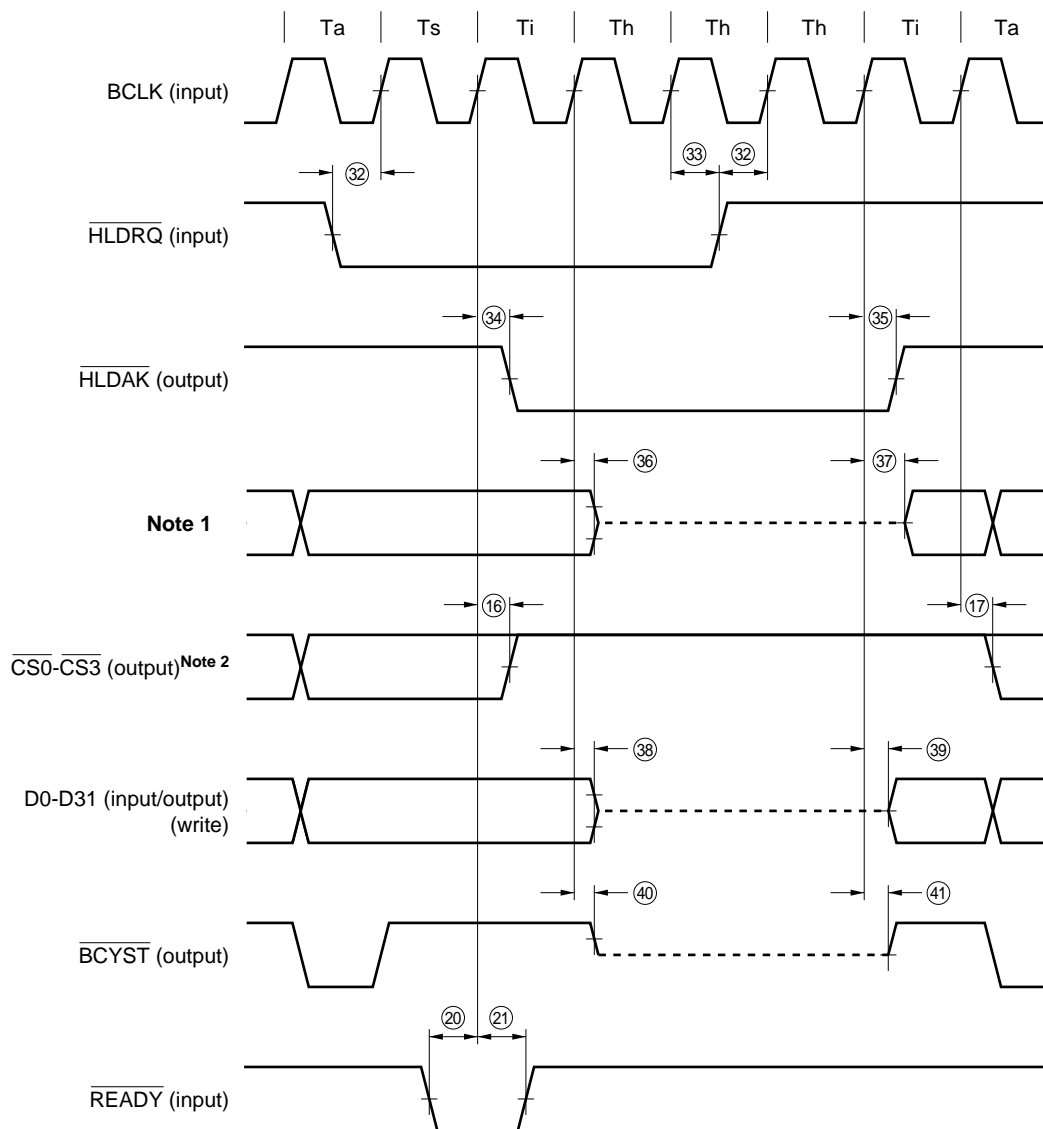 Ta Ts Ti Th Th Th Ti Ta
BCLK (input)
33 32
32
HLDRQ (input)
34 35
HLDAK (output)
36 37
Note 1
16 17
CS0-CS3 (output)Note 2
38 39
D0-D31 (input/output)
(write)
40 41
BCYST (output)
20 21
READY (input)